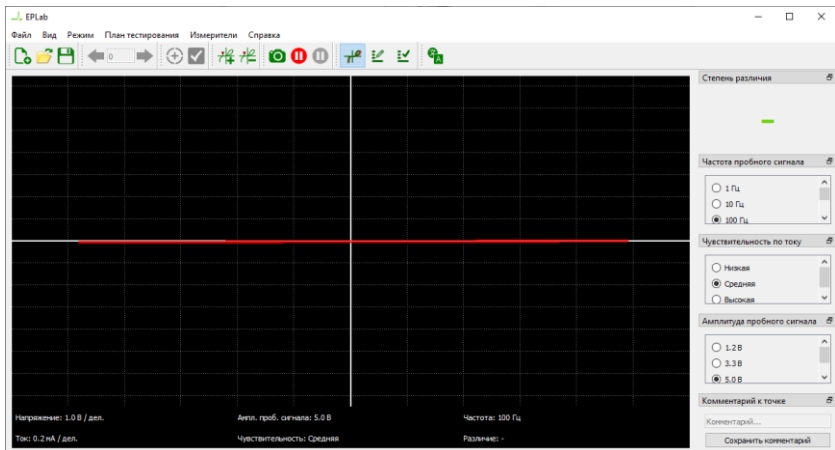 EPLab
Файл Вид Режим План тестирования Измерители Справка
0
Степень различия
-
Частота пробного сигнала
1 Гц
10 Гц
100 Гц
Чувствительность по току
Низкая
Средняя
Высокая
Амплитуда пробного сигнала
1.2 В
3.3 В
5.0 В
Комментарий к точке
Комментарий...
Сохранить комментарий
Напряжение: 1.0 В / дел. Ампл. проб. сигнала: 5.0 В Частота: 100 Гц
Ток: 0.2 мА / дел. Чувствительность: Средняя Различие: -